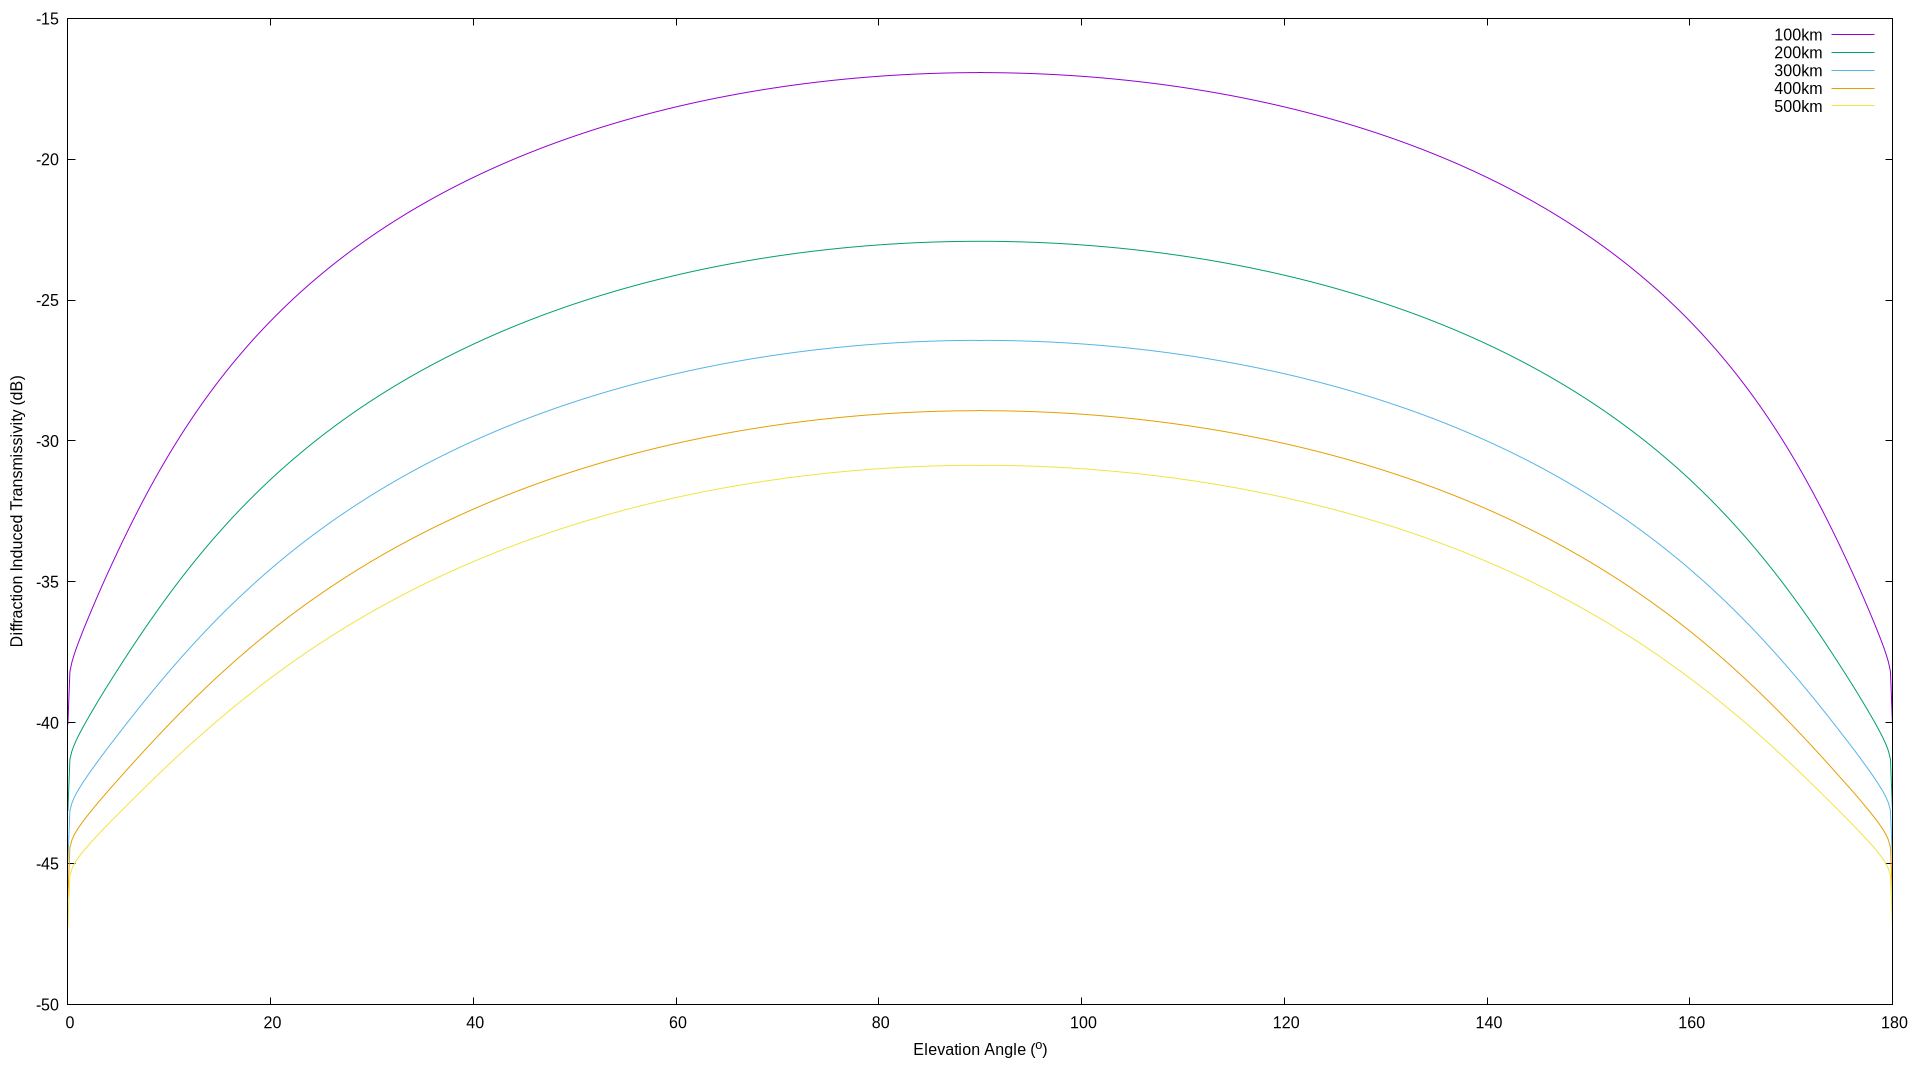 -15
-20
-25
-30
-35
-40
-45
-50
0 20 40 60 80 100 120 140 160 180
Diffraction Induced Transmissivity (dB)
Elevation Angle (º)
100km
200km
300km
400km
500km